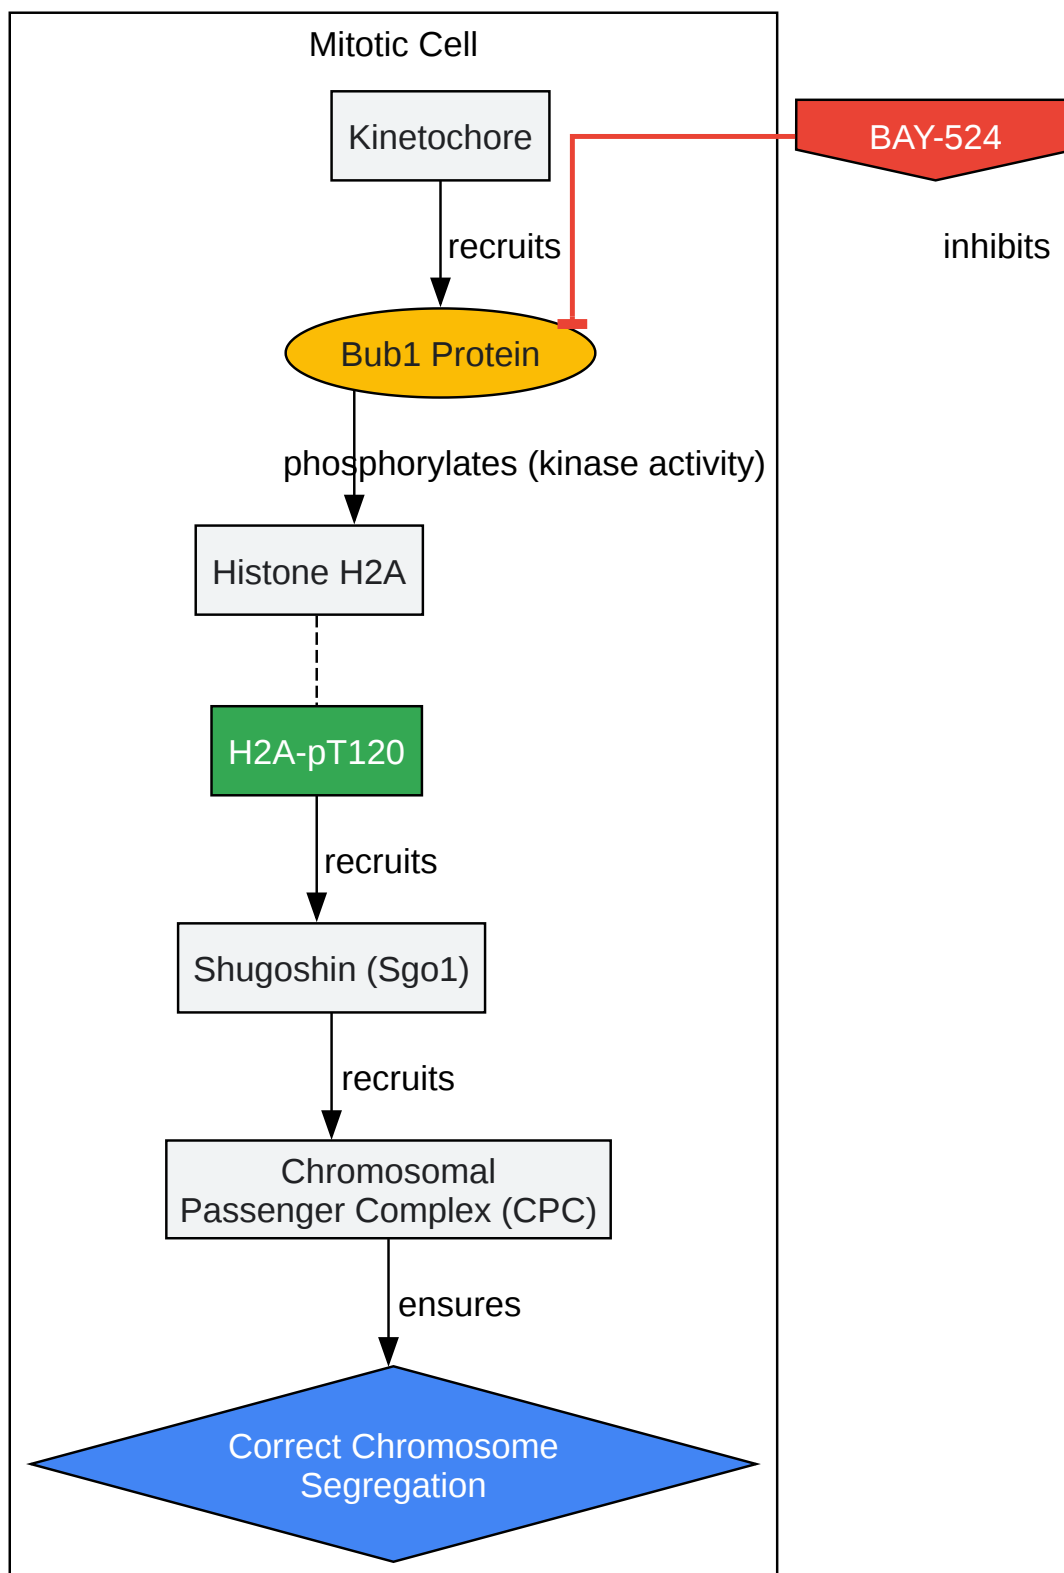 Mitotic Cell
Kinetochore
BAY-524
recruits
inhibits
Bub1 Protein
phosphorylates (kinase activity)
Histone H2A
H2A-pT120
recruits
Shugoshin (Sgo1)
recruits
Chromosomal
Passenger Complex (CPC)
ensures
Correct Chromosome
Segregation